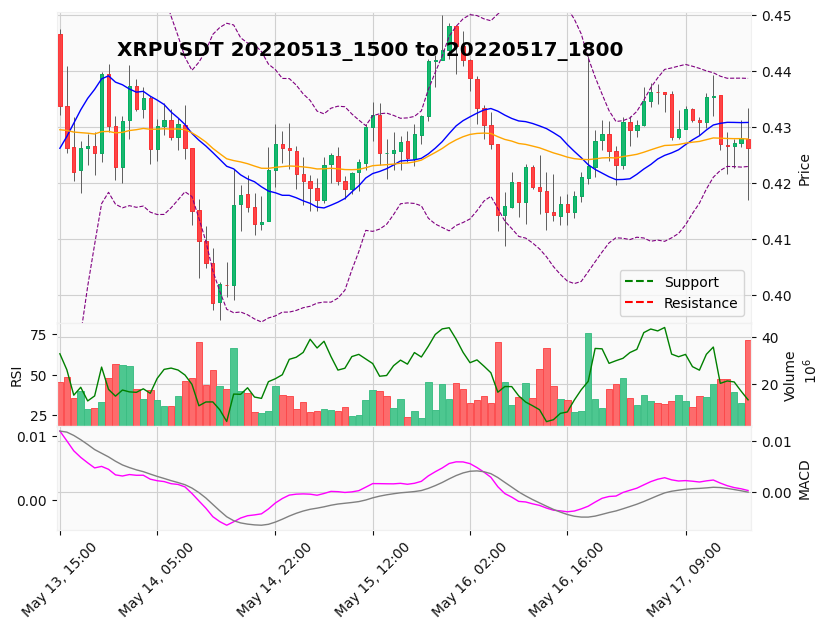 XRPUSDT 20220513_1500 to 20220517_1800
0.45
0.44
0.43
0.42
0.41
0.40
Price
Support
Resistance
75
50
25
RSI
40
20
Volume
10^6
0.01
0.00
0.01
0.00
MACD
May 13, 15:00
May 14, 05:00
May 14, 22:00
May 15, 12:00
May 16, 02:00
May 16, 16:00
May 17, 09:00